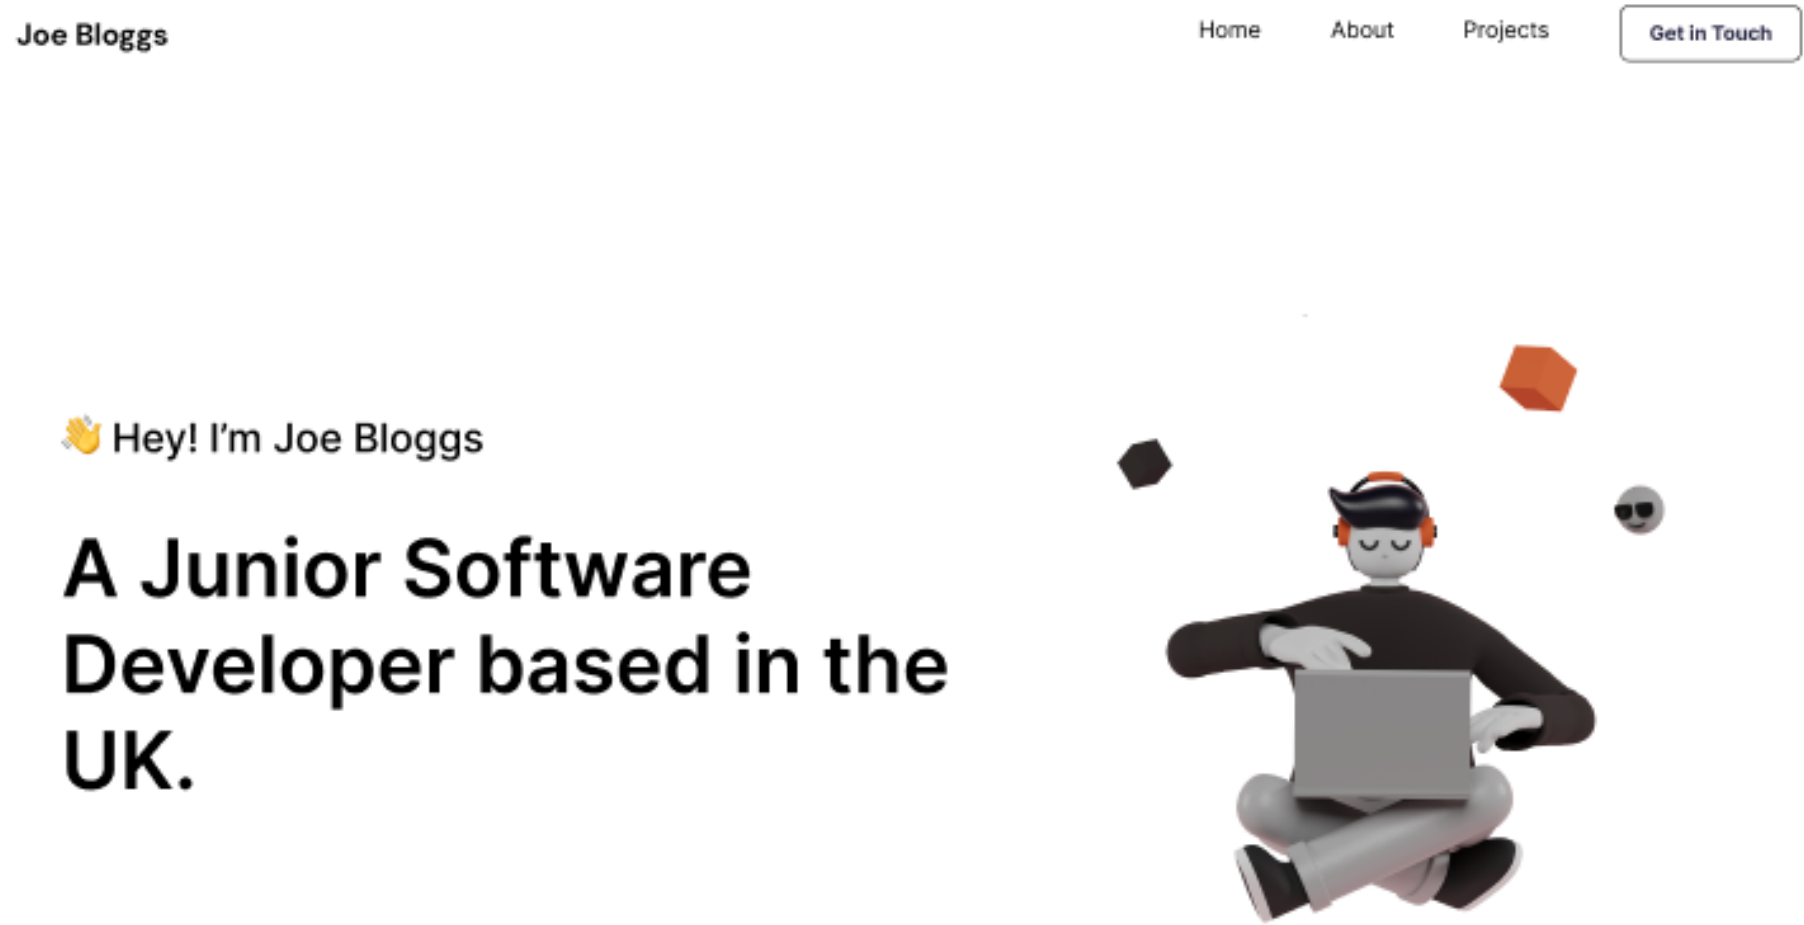 Joe Bloggs
Home
About
Projects
Get in Touch
👋 Hey! I’m Joe Bloggs
A Junior Software
Developer based in the
UK.